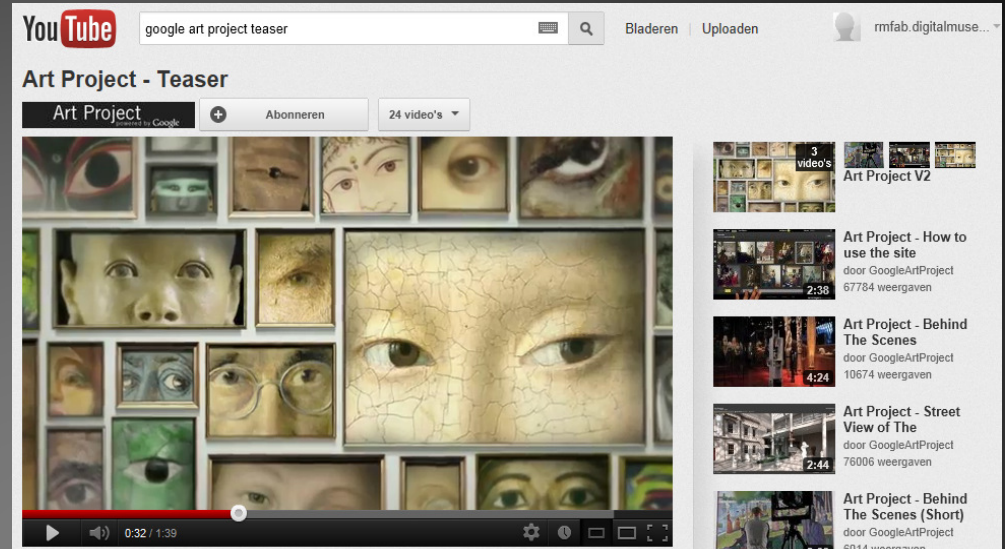 YouTube
google art project teaser
Bladeren
Uploaden
rmfab.digitalmuse...
Art Project - Teaser
Art Project
powered by Google
Abonneren
24 video's
0:32 / 1:39
3
video's
Art Project V2
Art Project - How to
use the site
door GoogleArtProject
67784 weergaven
2:38
Art Project - Behind
The Scenes
door GoogleArtProject
10674 weergaven
4:24
Art Project - Street
View of The
door GoogleArtProject
76006 weergaven
2:44
Art Project - Behind
The Scenes (Short)
door GoogleArtProject
6914 weergaven